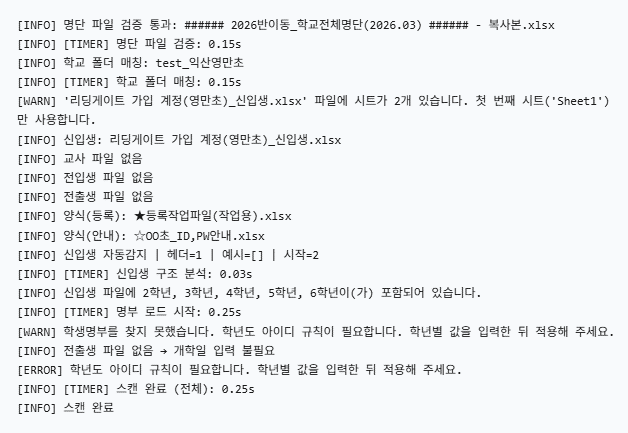 [INFO] 명단 파일 검증 통과: ###### 2026반이동_학교전체명단(2026.03) ###### - 복사본.xlsx
[INFO] [TIMER] 명단 파일 검증: 0.15s
[INFO] 학교 폴더 매칭: test_익산영만초
[INFO] [TIMER] 학교 폴더 매칭: 0.15s
[WARN] '리딩게이트 가입 계정(영만초)_신입생.xlsx' 파일에 시트가 2개 있습니다. 첫 번째 시트('Sheet1')
만 사용합니다.
[INFO] 신입생: 리딩게이트 가입 계정(영만초)_신입생.xlsx
[INFO] 교사 파일 없음
[INFO] 전입생 파일 없음
[INFO] 전출생 파일 없음
[INFO] 양식(등록): ★등록작업파일(작업용).xlsx
[INFO] 양식(안내): ☆OO초_ID,PW안내.xlsx
[INFO] 신입생 자동감지 | 헤더=1 | 예시=[] | 시작=2
[INFO] [TIMER] 신입생 구조 분석: 0.03s
[INFO] 신입생 파일에 2학년, 3학년, 4학년, 5학년, 6학년이(가) 포함되어 있습니다.
[INFO] [TIMER] 명부 로드 시작: 0.25s
[WARN] 학생명부를 찾지 못했습니다. 학년도 아이디 규칙이 필요합니다. 학년별 값을 입력한 뒤 적용해 주세요.
[INFO] 전출생 파일 없음 → 개학일 입력 불필요
[ERROR] 학년도 아이디 규칙이 필요합니다. 학년별 값을 입력한 뒤 적용해 주세요.
[INFO] [TIMER] 스캔 완료 (전체): 0.25s
[INFO] 스캔 완료